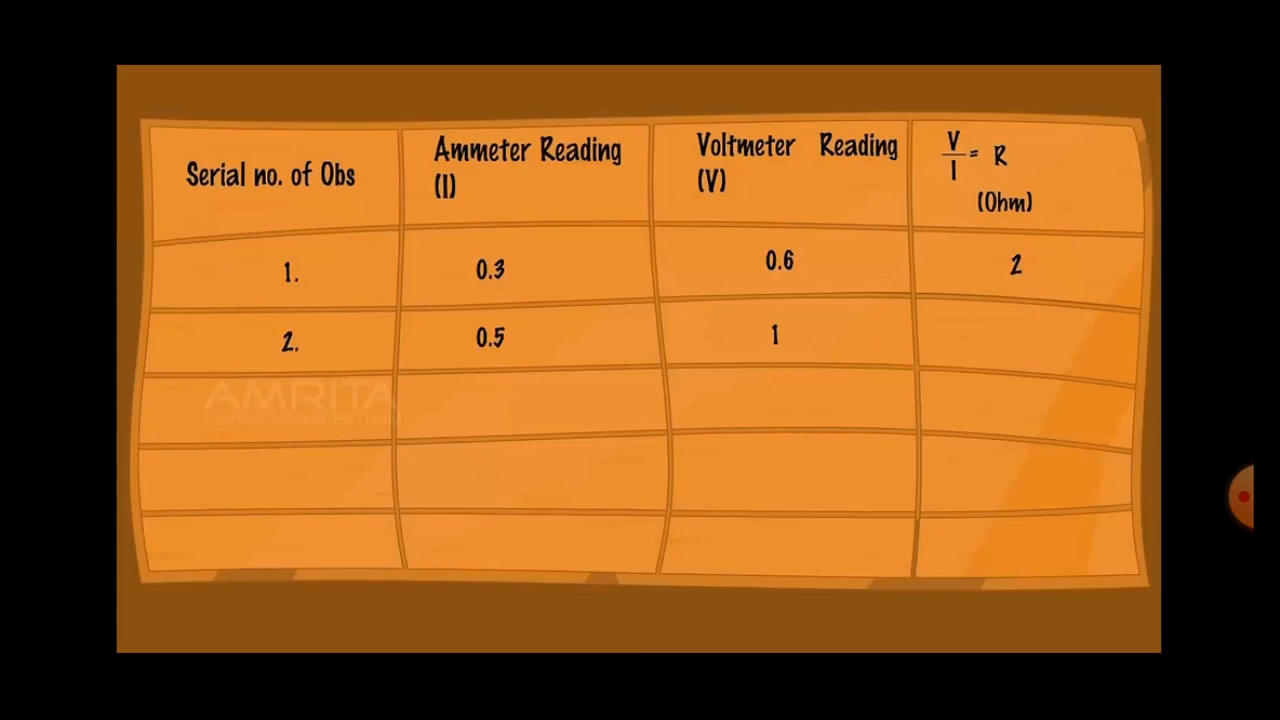 Serial no. of Obs
Ammeter Reading
(I)
Voltmeter Reading
(V)
V
I
= R
(Ohm)
1.
0.3
0.6
2
2.
0.5
1
AMRITA